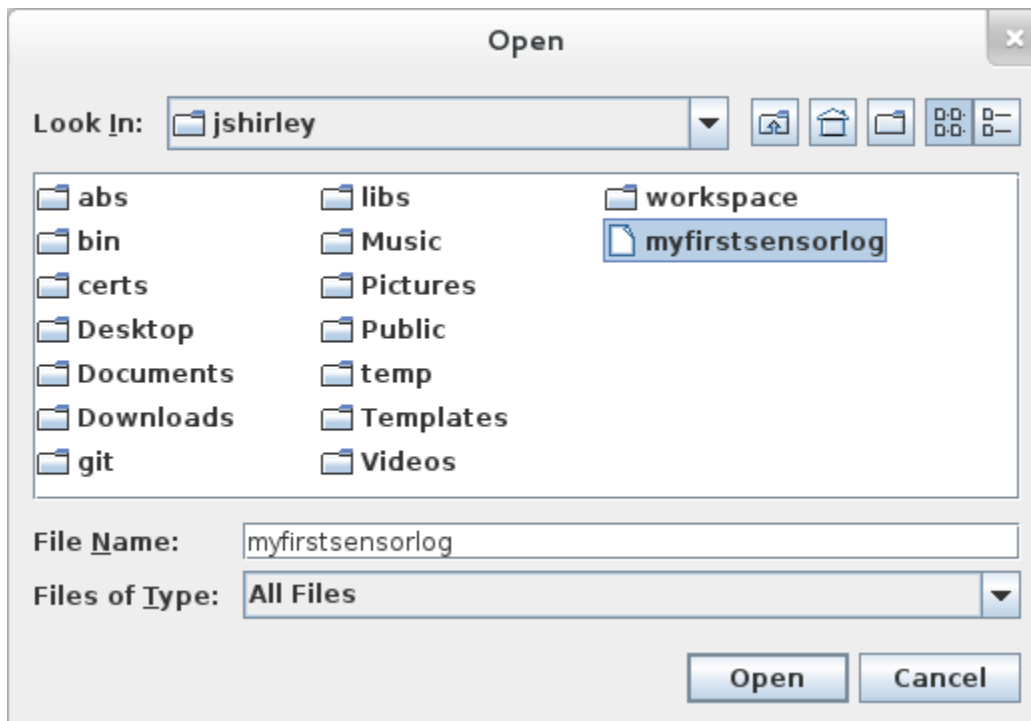 Open
Look In: jshirley
abs libs workspace
bin Music myfirstsensorlog
certs Pictures
Desktop Public
Documents temp
Downloads Templates
git Videos
File Name: myfirstsensorlog
Files of Type: All Files
Open Cancel